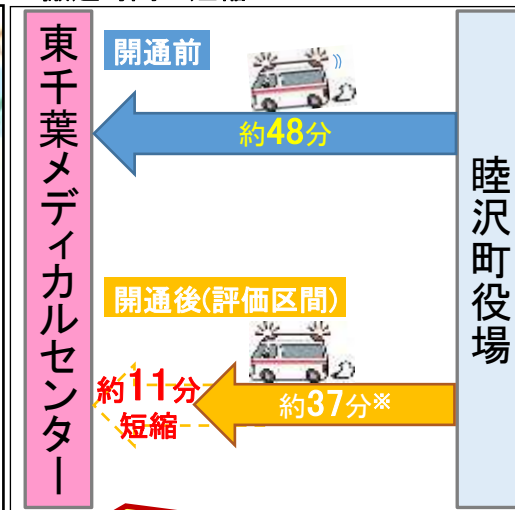 東千葉メディカルセンター
開通前
約48分
睦沢町役場
開通後(評価区間)
約11分
短縮
約37分※